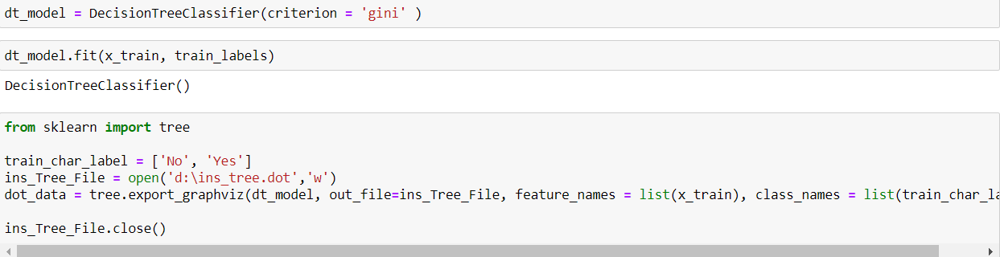 dt_model = DecisionTreeClassifier(criterion = 'gini' )
dt_model.fit(x_train, train_labels)
DecisionTreeClassifier()
from sklearn import tree
train_char_label = ['No', 'Yes']
ins_Tree_File = open('d:\ins_tree.dot','w')
dot_data = tree.export_graphviz(dt_model, out_file=ins_Tree_File, feature_names = list(x_train), class_names = list(train_char_la
ins_Tree_File.close()